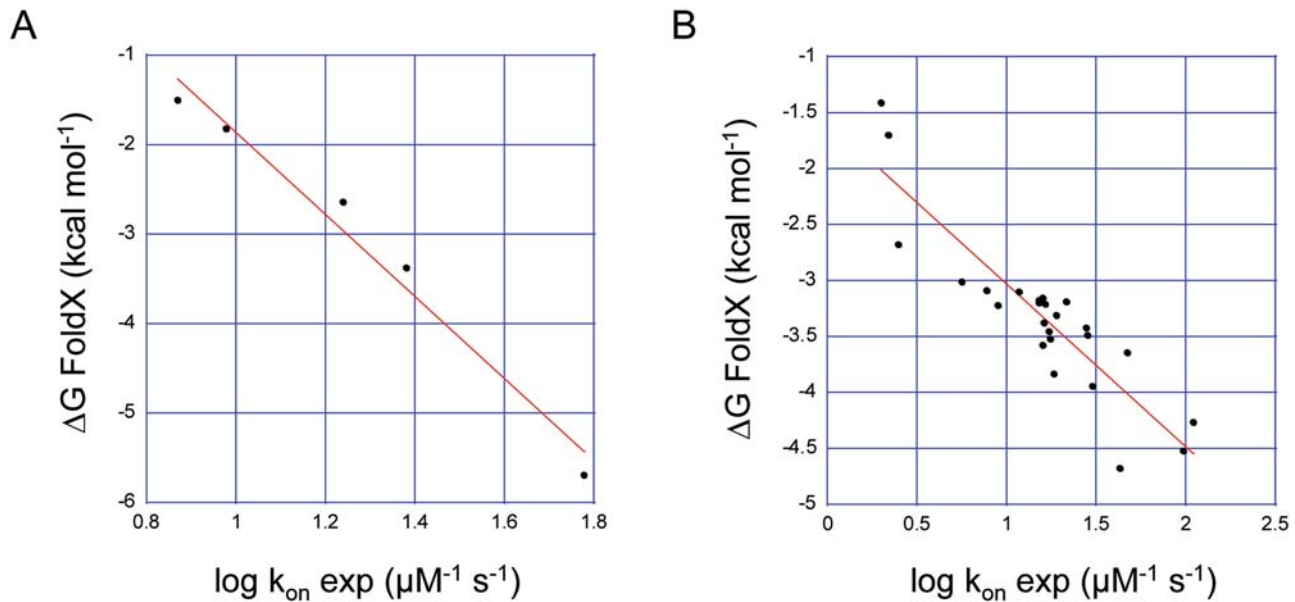 A
ΔG FoldX (kcal mol⁻¹)
-1
-2
-3
-4
-5
-6
0.8 1 1.2 1.4 1.6 1.8
log kₒₙ exp (µM⁻¹ s⁻¹)
B
ΔG FoldX (kcal mol⁻¹)
-1
-1.5
-2
-2.5
-3
-3.5
-4
-4.5
-5
0 0.5 1 1.5 2 2.5
log kₒₙ exp (µM⁻¹ s⁻¹)